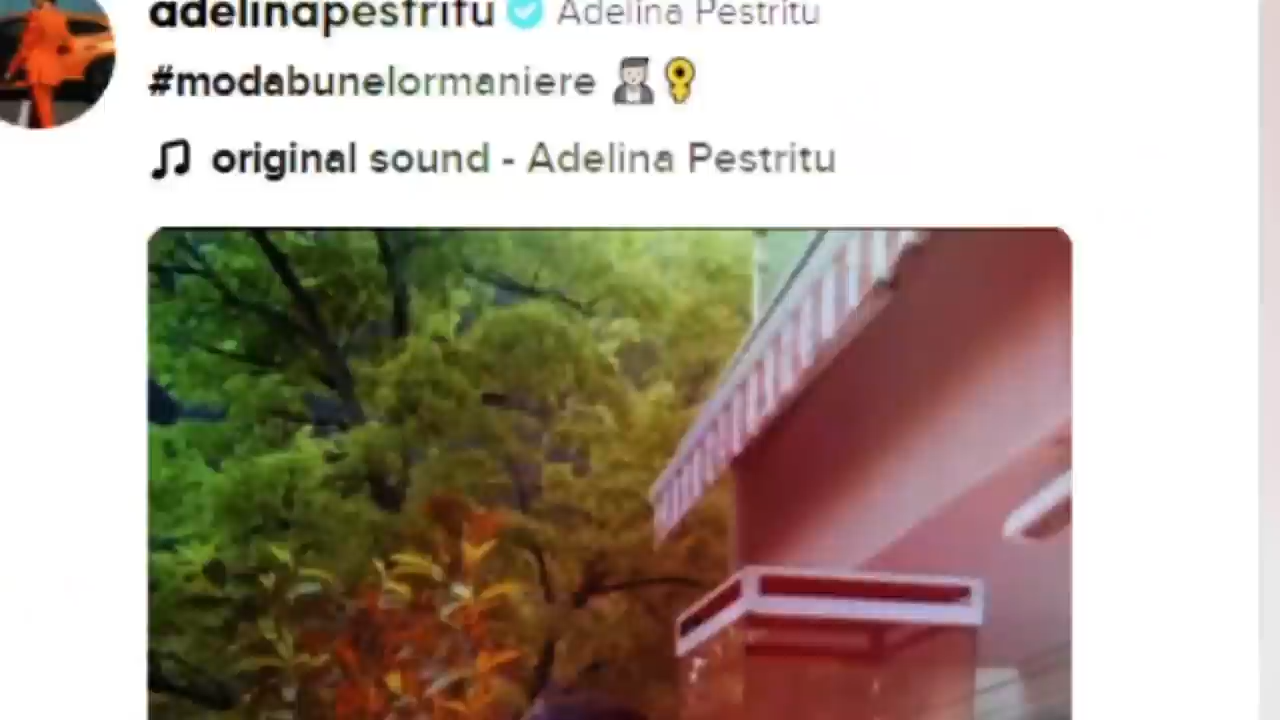 adelinapestritu Adelina Pestritu
#modabunelormaniere
original sound - Adelina Pestritu